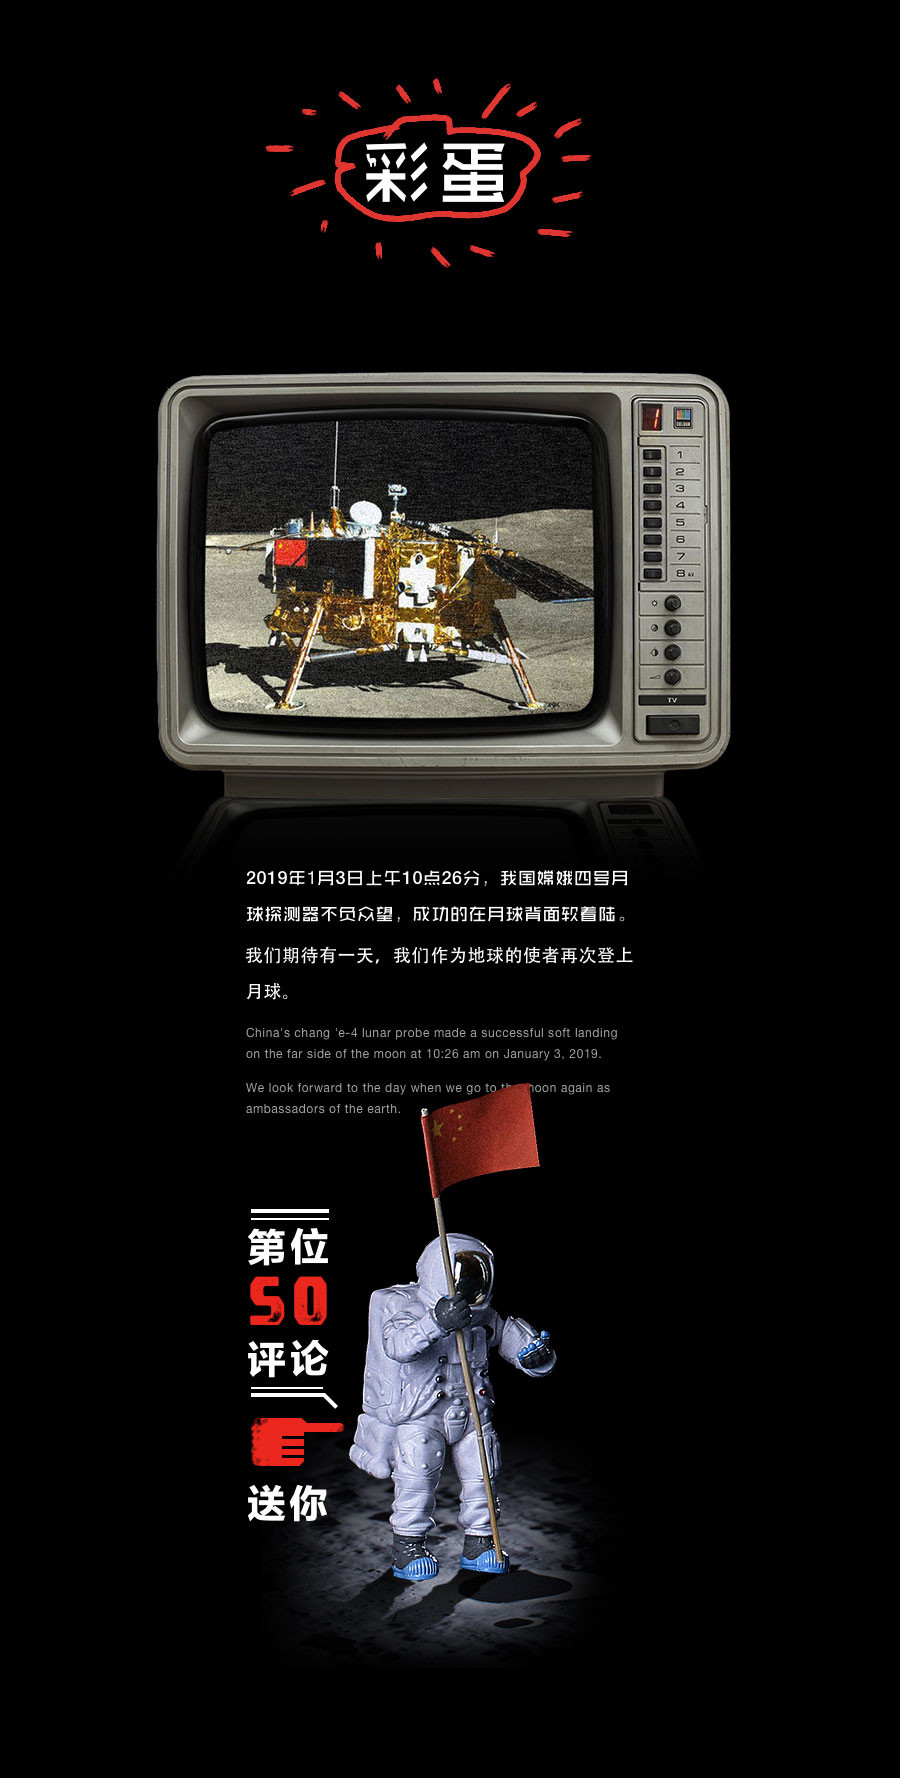 彩蛋
1
COLOUR
1
2
3
4
5
6
7
8 AV
TV
2019年1月3日上午10点26分，我国嫦娥四号月
球探测器不负众望，成功的在月球背面软着陆。
我们期待有一天，我们作为地球的使者再次登上
月球。
China's chang 'e-4 lunar probe made a successful soft landing
on the far side of the moon at 10:26 am on January 3, 2019.
We look forward to the day when we go to the moon again as
ambassadors of the earth.
第位
50
评论
送你